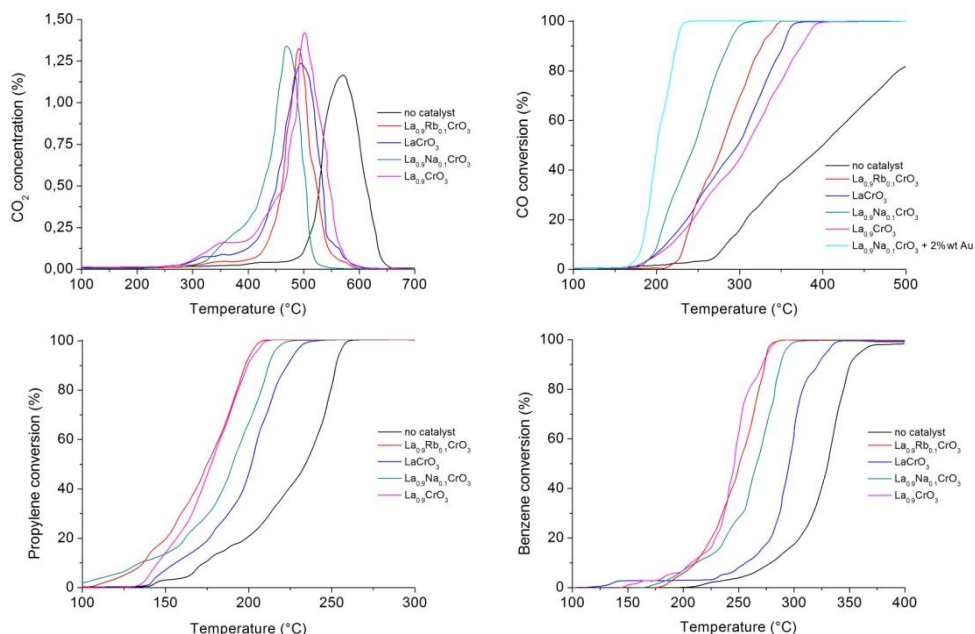 1,50
1,25
1,00
0,75
0,50
0,25
0,00
CO2 concentration (%)
100 200 300 400 500 600 700
Temperature (°C)
no catalyst
La0.9Rb0.1CrO3
LaCrO3
La0.9Na0.1CrO3
La0.9CrO3
100
80
60
40
20
0
CO conversion (%)
100 200 300 400 500
Temperature (°C)
no catalyst
La0.9Rb0.1CrO3
LaCrO3
La0.9Na0.1CrO3
La0.9CrO3
La0.9Na0.1CrO3 + 2% wt Au
100
80
60
40
20
0
Propylene conversion (%)
100 150 200 250 300
Temperature (°C)
no catalyst
La0.9Rb0.1CrO3
LaCrO3
La0.9Na0.1CrO3
La0.9CrO3
100
80
60
40
20
0
Benzene conversion (%)
100 150 200 250 300 350 400
Temperature (°C)
no catalyst
La0.9Rb0.1CrO3
LaCrO3
La0.9Na0.1CrO3
La0.9CrO3